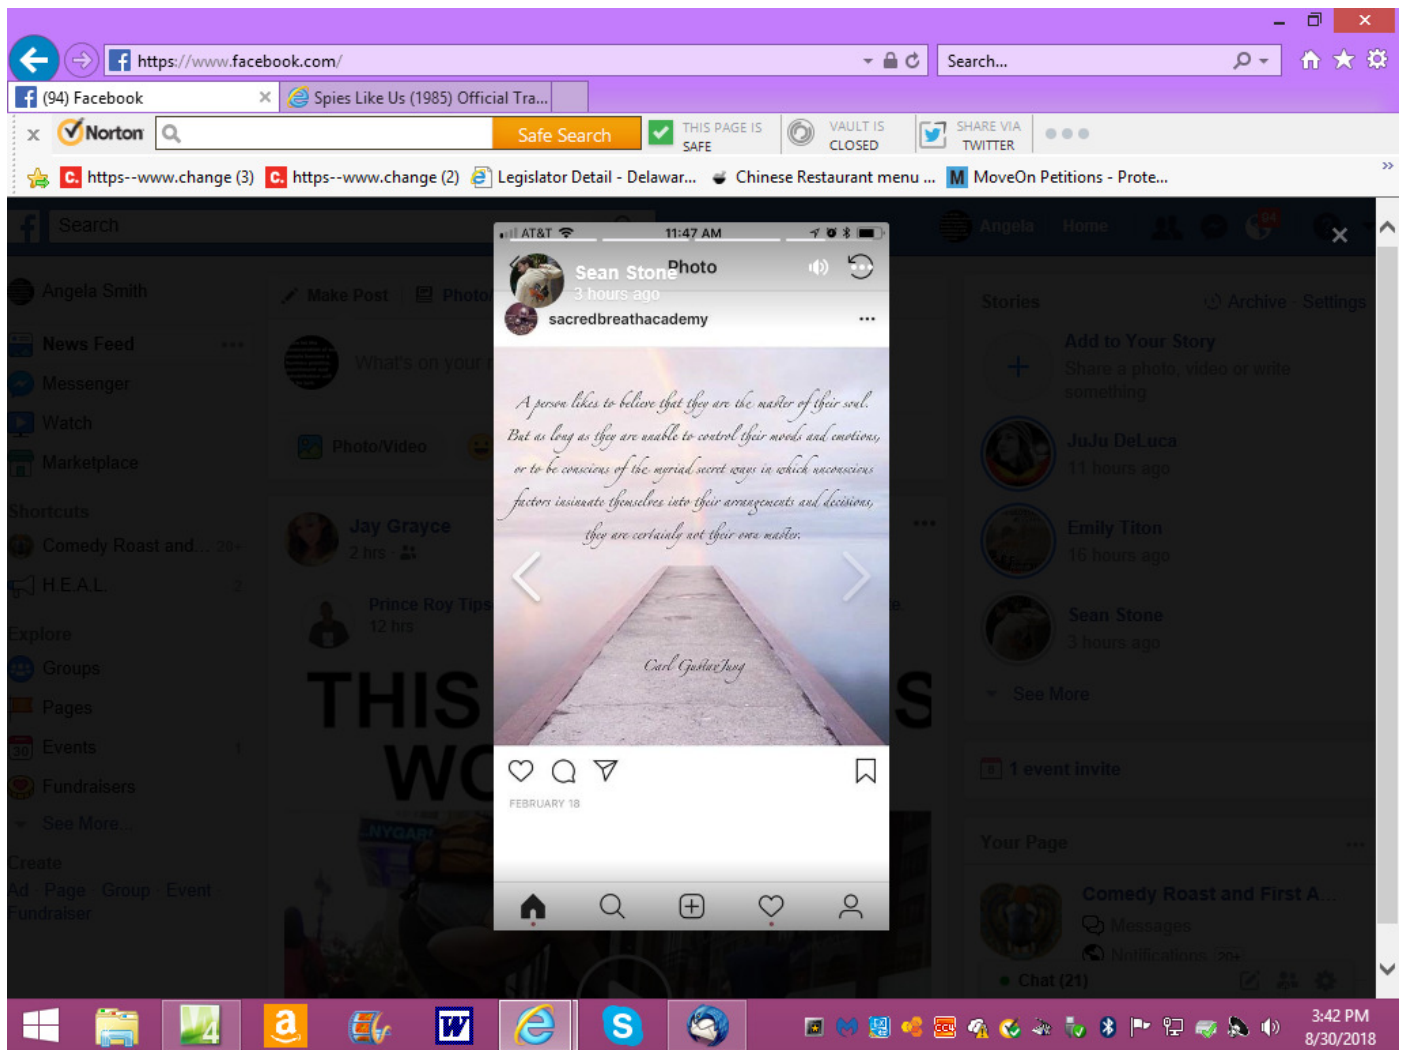 https://www.facebook.com/
Search...
(94) Facebook
Spies Like Us (1985) Official Tra...
Norton
Safe Search
THIS PAGE IS
SAFE
VAULT IS
CLOSED
SHARE VIA
TWITTER
https--www.change (3)
https--www.change (2)
Legislator Detail - Delawar...
Chinese Restaurant menu ...
MoveOn Petitions - Prote...
Search
Angela
Home
94
AT&T
11:47 AM
Photo
Sean Stone
3 hours ago
sacredbreathacademy
A person likes to believe that they are the master of their soul.
But as long as they are unable to control their moods and emotions,
or to be conscious of the myriad secret ways in which unconscious
factors insinuate themselves into their arrangements and decisions,
they are certainly not their own master.
Carl Gustav Jung
FEBRUARY 18
Angela Smith
News Feed
Messenger
Watch
Marketplace
Shortcuts
Comedy Roast and... 20+
H.E.A.L. 2
Explore
Groups
Pages
Events 1
Fundraisers
See More...
Create
Ad · Page · Group · Event ·
Fundraiser
Make Post
Photo/
What's on your
Photo/Video
Jay Grayce
2 hrs
Prince Roy Tips
12 hrs
THIS
S
WO
Stories
Archive · Settings
Add to Your Story
Share a photo, video or write
something
JuJu DeLuca
11 hours ago
Emily Titon
16 hours ago
Sean Stone
3 hours ago
See More
1 event invite
Your Page
Comedy Roast and First A...
Messages
Notifications 20+
Chat (21)
3:42 PM
8/30/2018